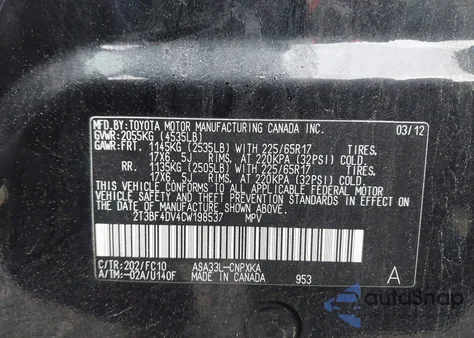 MFD.BY:TOYOTA MOTOR MANUFACTURING CANADA INC. 03/12
GVWR:2055KG (4535LB)
GAWR:FRT. 1145KG (2535LB) WITH 225/65R17 TIRES,
17X6.5J RIMS, AT 220KPA (32PSI) COLD.
RR. 1135KG (2505LB) WITH 225/65R17 TIRES,
17X6.5J RIMS, AT 220KPA (32PSI) COLD.
THIS VEHICLE CONFORMS TO ALL APPLICABLE FEDERAL MOTOR
VEHICLE SAFETY AND THEFT PREVENTION STANDARDS IN EFFECT
ON THE DATE OF MANUFACTURE SHOWN ABOVE.
2T3BF4DV4CW198537 MPV
C/TR:202/FC10 ASA33L-CNPXKA
A/TM:-02A/U140F MADE IN CANADA 953 A
AutaSnap